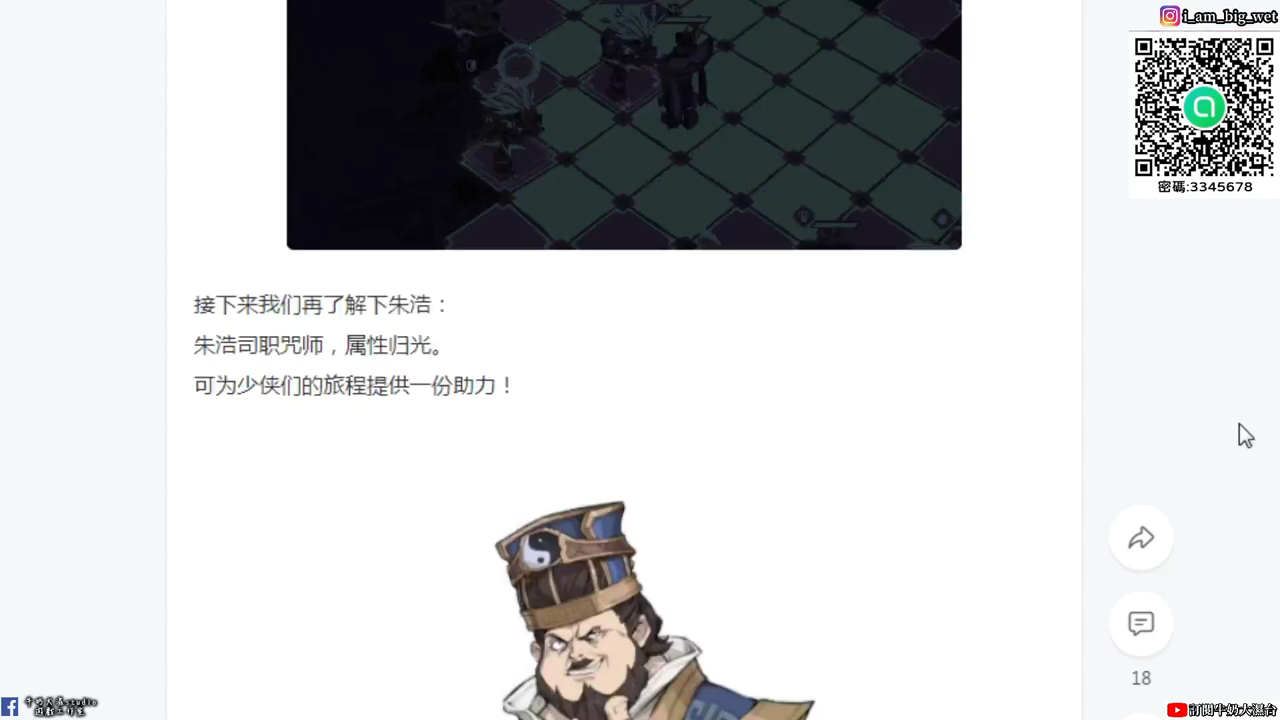 i_am_big_wet
密碼:3345678
接下来我们再了解下朱浩：
朱浩司职咒师，属性归光。
可为少侠们的旅程提供一份助力！
18
訂閱牛奶大濕台